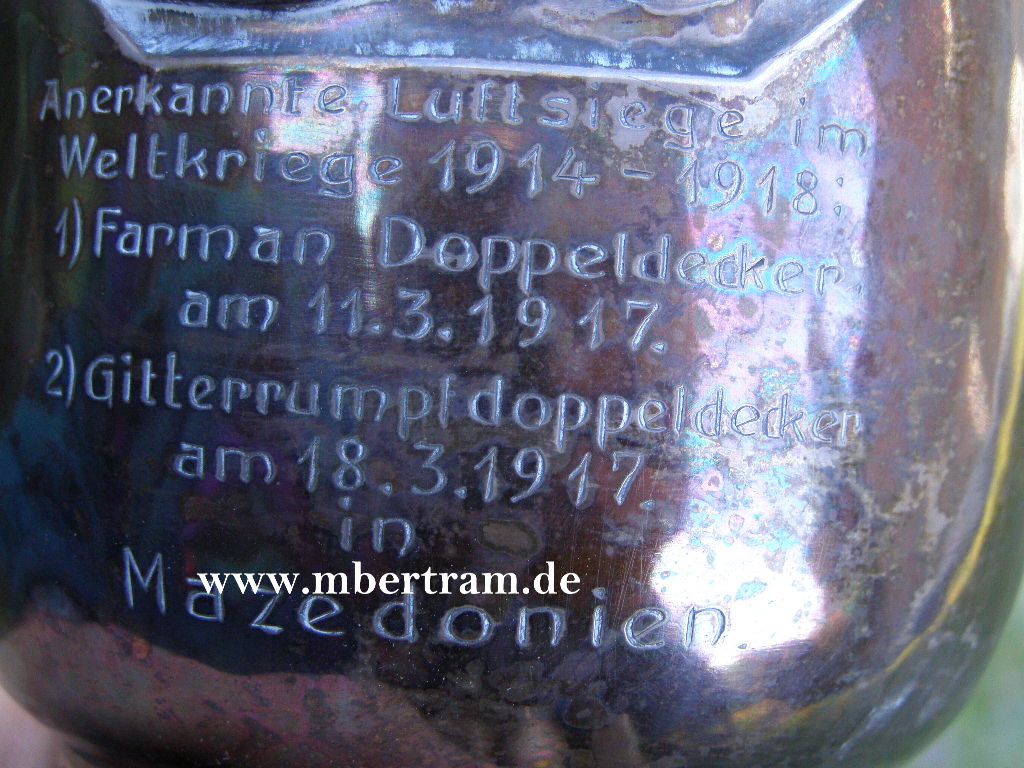 Anerkannte Luftsiege im
Weltkriege 1914 - 1918:
1) Farman Doppeldecker,
am 11.3.1917.
2) Gitterrumpfdoppeldecker
am 18.3.1917.
in
Mazedonien
www.mbertram.de